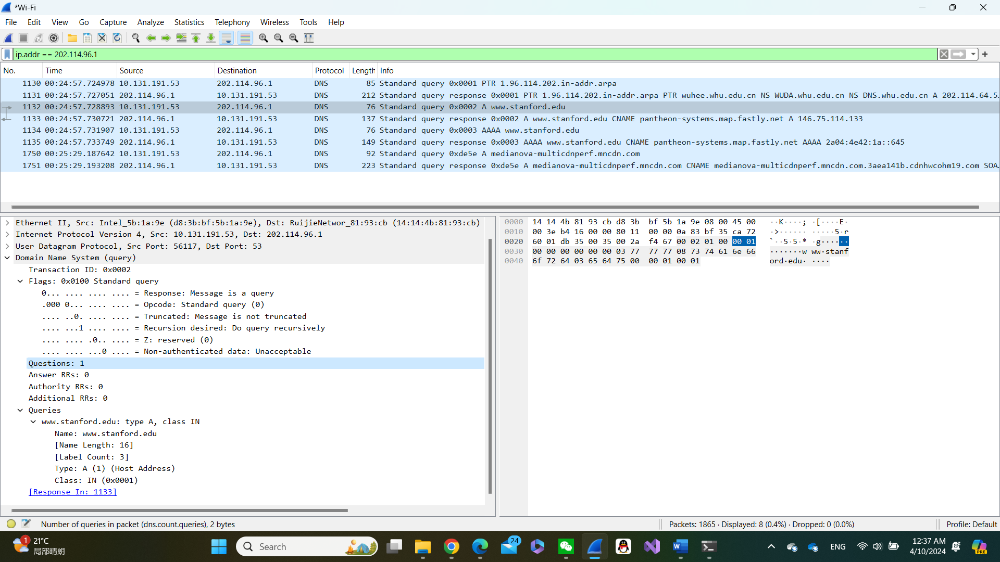 *Wi-Fi
File Edit View Go Capture Analyze Statistics Telephony Wireless Tools Help
ip.addr == 202.114.96.1
No. Time Source Destination Protocol Length Info
1130 00:24:57.724978 10.131.191.53 202.114.96.1 DNS 85 Standard query 0x0001 PTR 1.96.114.202.in-addr.arpa
1131 00:24:57.727051 202.114.96.1 10.131.191.53 DNS 212 Standard query response 0x0001 PTR 1.96.114.202.in-addr.arpa PTR wuhee.whu.edu.cn NS WUDA.whu.edu.cn NS DNS.whu.edu.cn A 202.114.64.5.
1132 00:24:57.728893 10.131.191.53 202.114.96.1 DNS 76 Standard query 0x0002 A www.stanford.edu
1133 00:24:57.730721 202.114.96.1 10.131.191.53 DNS 137 Standard query response 0x0002 A www.stanford.edu CNAME pantheon-systems.map.fastly.net A 146.75.114.133
1134 00:24:57.731907 10.131.191.53 202.114.96.1 DNS 76 Standard query 0x0003 AAAA www.stanford.edu
1135 00:24:57.733749 202.114.96.1 10.131.191.53 DNS 149 Standard query response 0x0003 AAAA www.stanford.edu CNAME pantheon-systems.map.fastly.net AAAA 2a04:4e42:1a::645
1750 00:25:29.187642 10.131.191.53 202.114.96.1 DNS 92 Standard query 0xde5e A medianova-multicdnperf.mncdn.com
1751 00:25:29.193208 202.114.96.1 10.131.191.53 DNS 223 Standard query response 0xde5e A medianova-multicdnperf.mncdn.com CNAME medianova-multicdnperf.mncdn.com.3aea141b.cdnhwcohm19.com SOA.
Ethernet II, Src: Intel_5b:1a:9e (d8:3b:bf:5b:1a:9e), Dst: RuijieNetwor_81:93:cb (14:14:4b:81:93:cb)
Internet Protocol Version 4, Src: 10.131.191.53, Dst: 202.114.96.1
User Datagram Protocol, Src Port: 56117, Dst Port: 53
Domain Name System (query)
Transaction ID: 0x0002
Flags: 0x0100 Standard query
0... .... .... .... = Response: Message is a query
.000 0... .... .... = Opcode: Standard query (0)
.... ..0. .... .... = Truncated: Message is not truncated
.... ...1 .... .... = Recursion desired: Do query recursively
.... .... .0.. .... = Z: reserved (0)
.... .... ...0 .... = Non-authenticated data: Unacceptable
Questions: 1
Answer RRs: 0
Authority RRs: 0
Additional RRs: 0
Queries
www.stanford.edu: type A, class IN
Name: www.stanford.edu
[Name Length: 16]
[Label Count: 3]
Type: A (1) (Host Address)
Class: IN (0x0001)
[Response In: 1133]
0000 14 14 4b 81 93 cb d8 3b bf 5b 1a 9e 08 00 45 00 ··K····; ·[····E·
0010 00 3e b4 16 00 00 80 11 00 00 0a 83 bf 35 ca 72 ·>······ ·····5·r
0020 60 01 db 35 00 35 00 2a f4 67 00 02 01 00 00 01 `··5·5·* ·g······
0030 00 00 00 00 00 00 03 77 77 77 08 73 74 61 6e 66 ·······w ww·stanf
0040 6f 72 64 03 65 64 75 00 00 01 00 01 ord·edu· ····
Number of queries in packet (dns.count.queries), 2 bytes
Packets: 1865 · Displayed: 8 (0.4%) · Dropped: 0 (0.0%)
Profile: Default
1
21°C
局部晴朗
Search
24
ENG
12:37 AM
4/10/2024
PRE